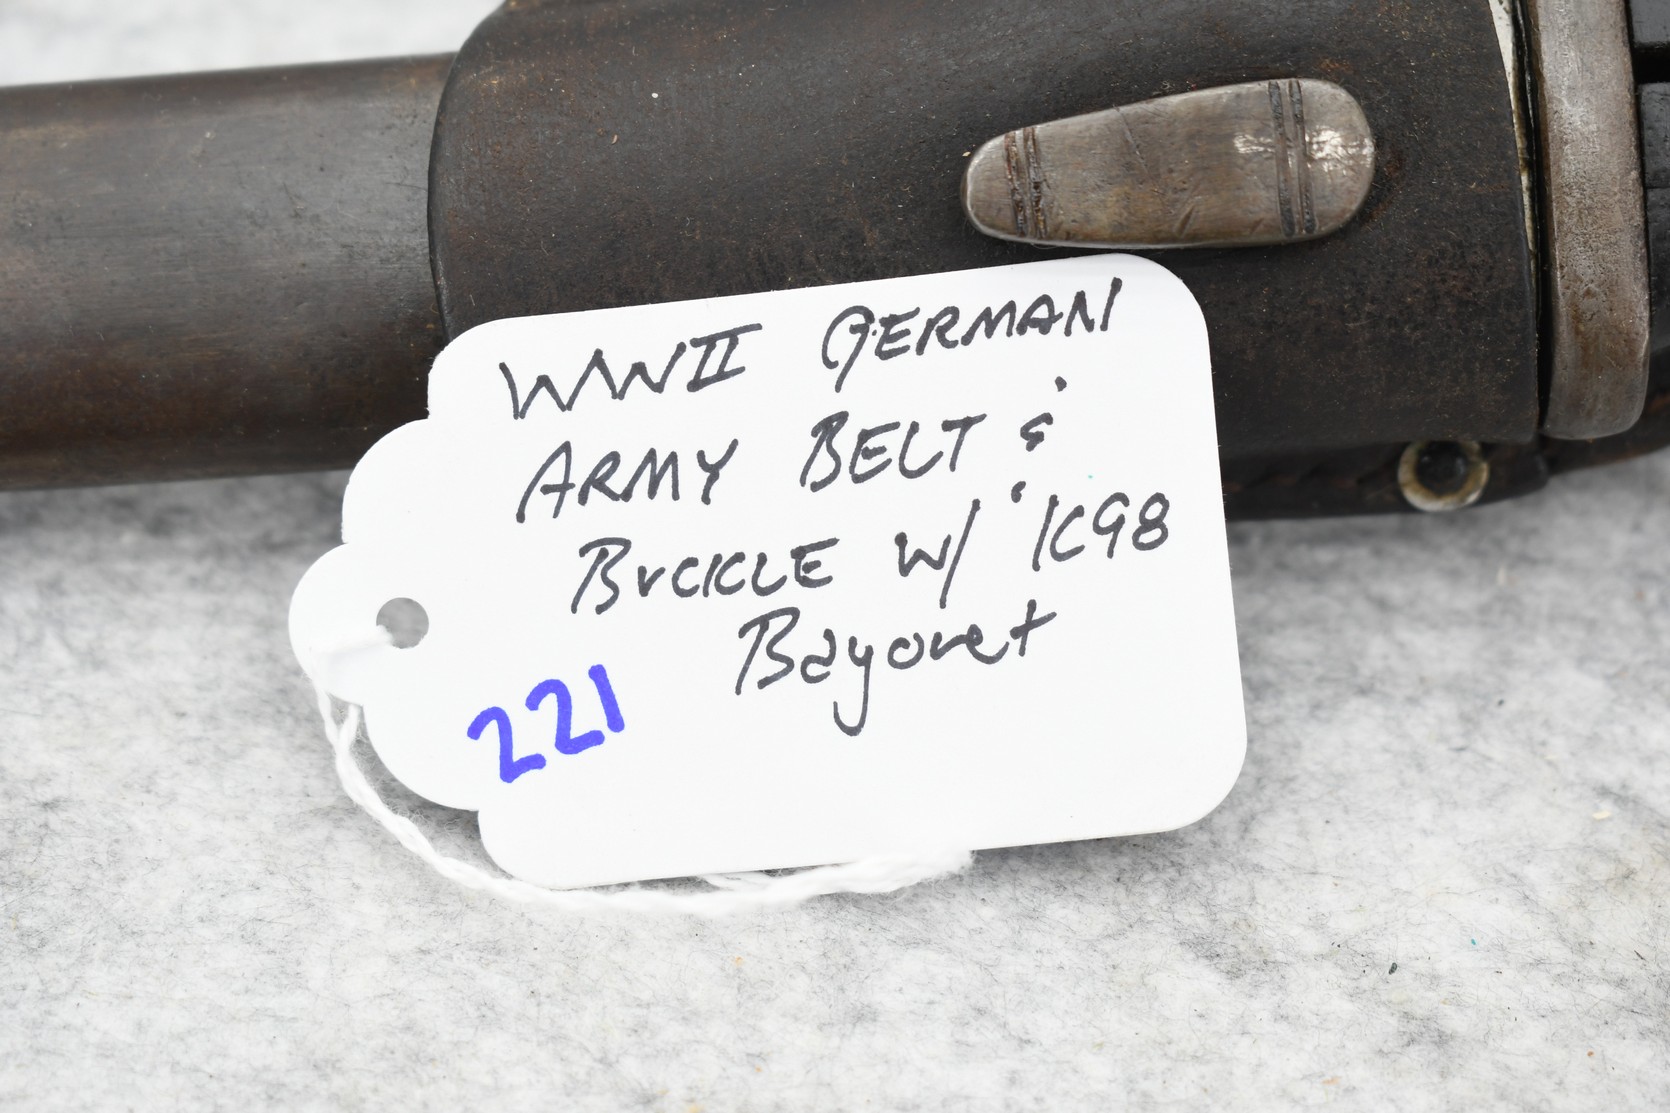 WWII GERMAN
ARMY BELT &
BUCKLE W/ K98
Bayonet
221